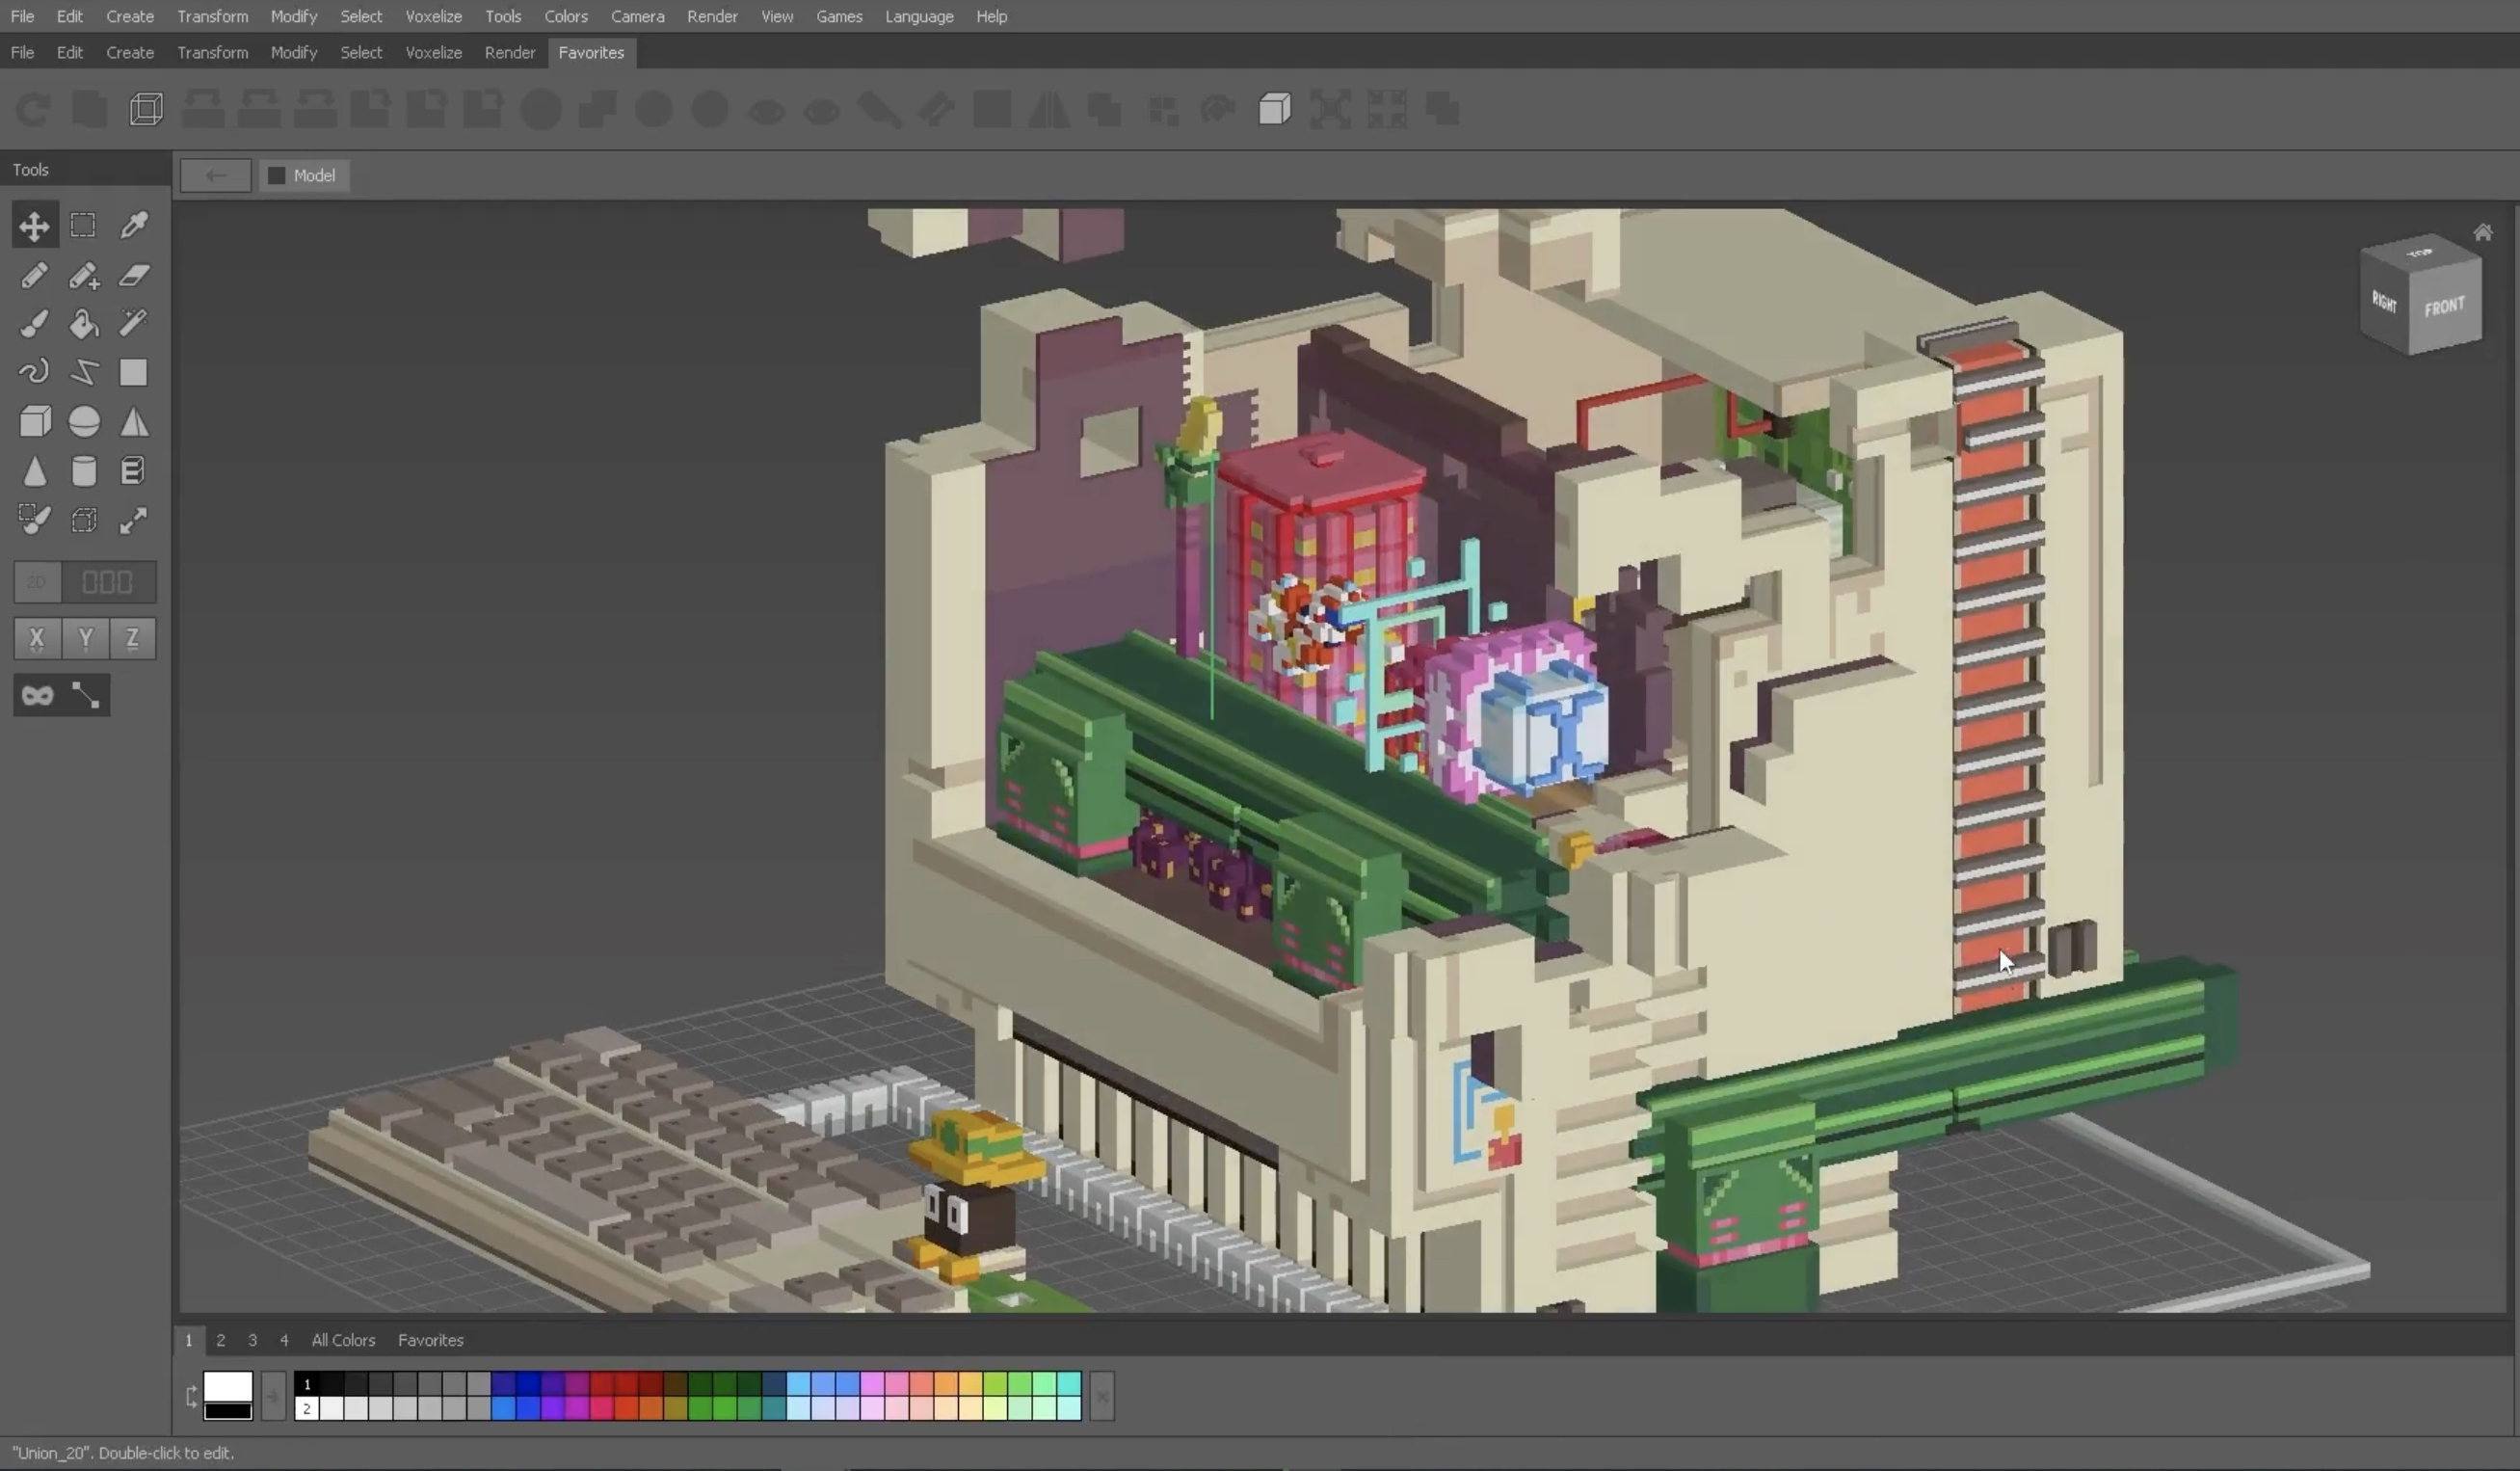 File Edit Create Transform Modify Select Voxelize Tools Colors Camera Render View Games Language Help
File Edit Create Transform Modify Select Voxelize Render Favorites
Tools
Model
TOP
RIGHT FRONT
2D
X Y Z
1 2 3 4 All Colors Favorites
1
2
"Union_20". Double-click to edit.